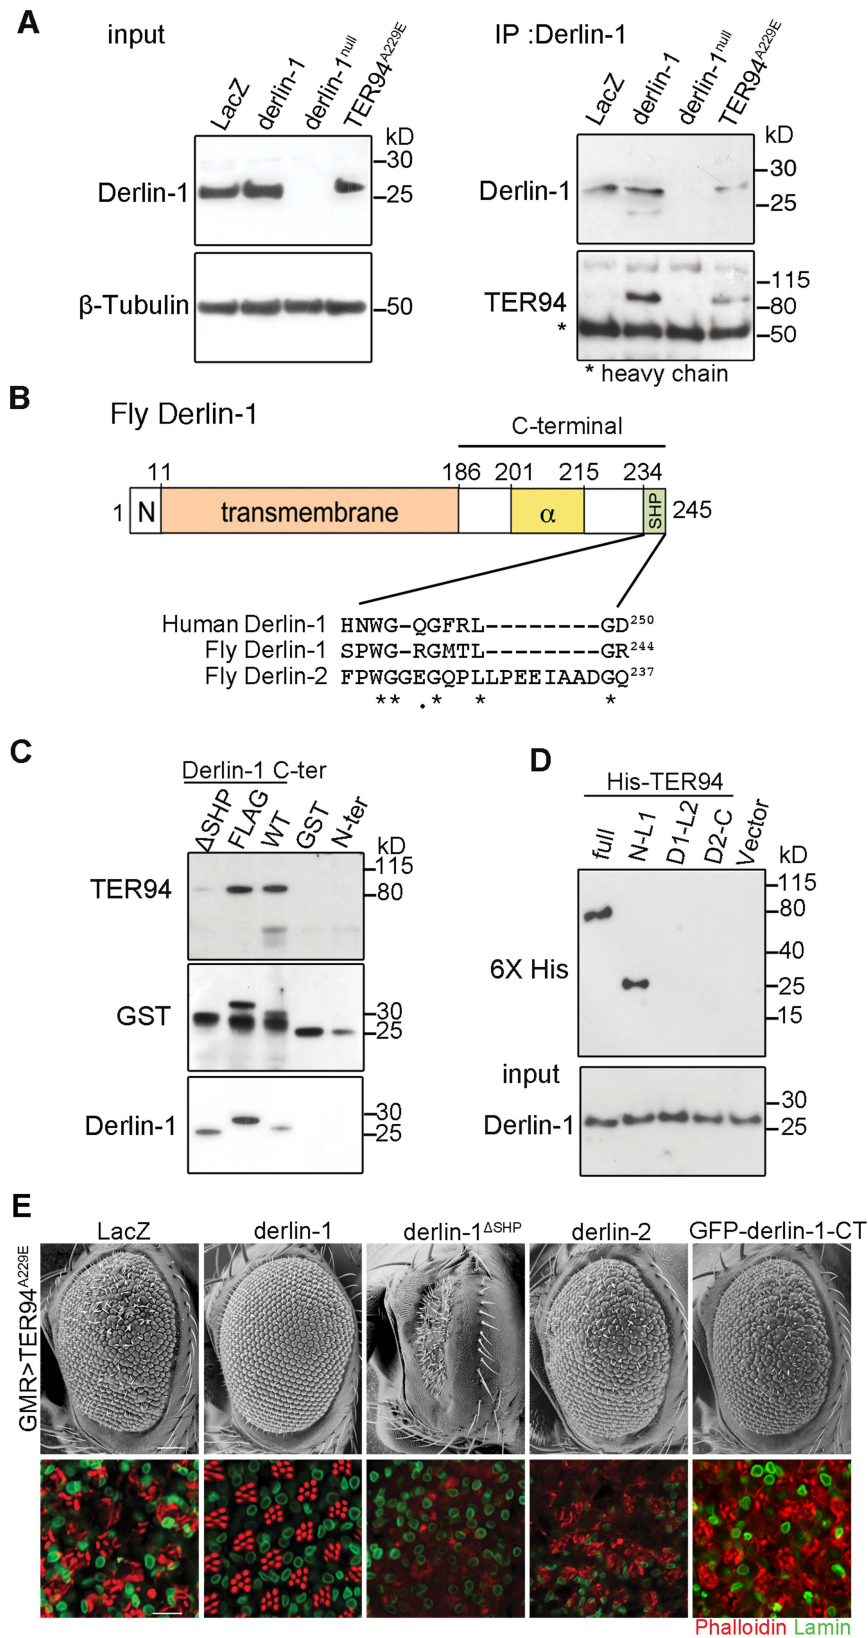 A
input
IP :Derlin-1
LacZ
derlin-1
derlin-1null
TER94A229E
LacZ
derlin-1
derlin-1null
TER94A229E
kD
kD
30
30
Derlin-1
25
Derlin-1
25
β-Tubulin
50
TER94
115
80
*
50
* heavy chain
B
Fly Derlin-1
C-terminal
11
186
201
215
234
1
N
transmembrane
α
SHP
245
Human Derlin-1 HNWG-QGFRL--------GD250
Fly Derlin-1 SPWG-RGMTL--------GR244
Fly Derlin-2 FPWGGEGQPLLPEEIAADGQ237
** . * * *
C
Derlin-1 C-ter
ΔSHP
FLAG
WT
GST
N-ter
kD
115
TER94
80
GST
30
25
Derlin-1
30
25
D
His-TER94
full
N-L1
D1-L2
D2-C
Vector
kD
115
80
40
6X His
25
15
input
30
Derlin-1
25
E
LacZ
derlin-1
derlin-1ΔSHP
derlin-2
GFP-derlin-1-CT
GMR>TER94A229E
Phalloidin Lamin